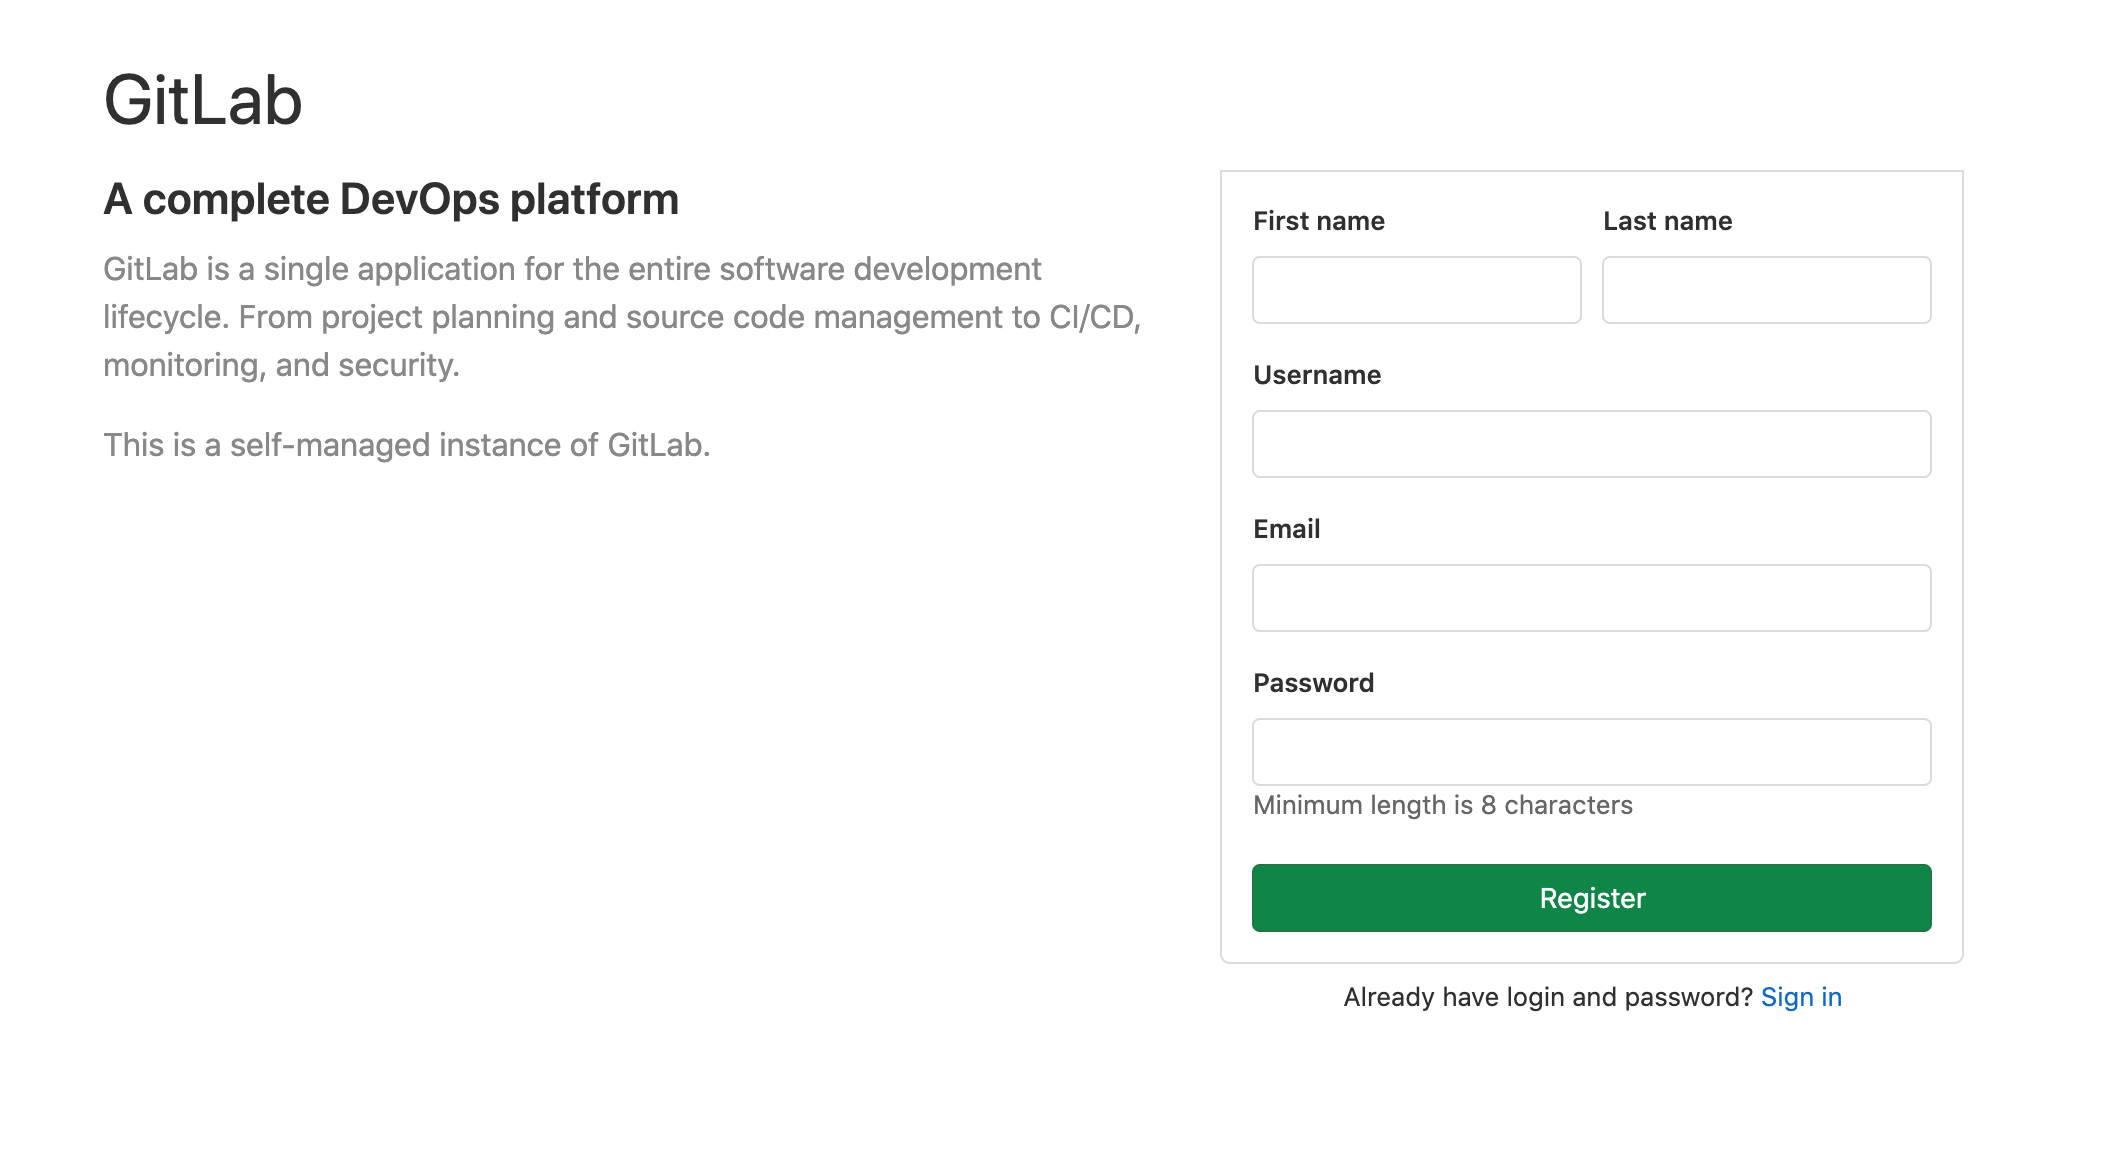 GitLab
A complete DevOps platform
GitLab is a single application for the entire software development
lifecycle. From project planning and source code management to CI/CD,
monitoring, and security.
This is a self-managed instance of GitLab.
First name
Last name
Username
Email
Password
Minimum length is 8 characters
Register
Already have login and password? Sign in